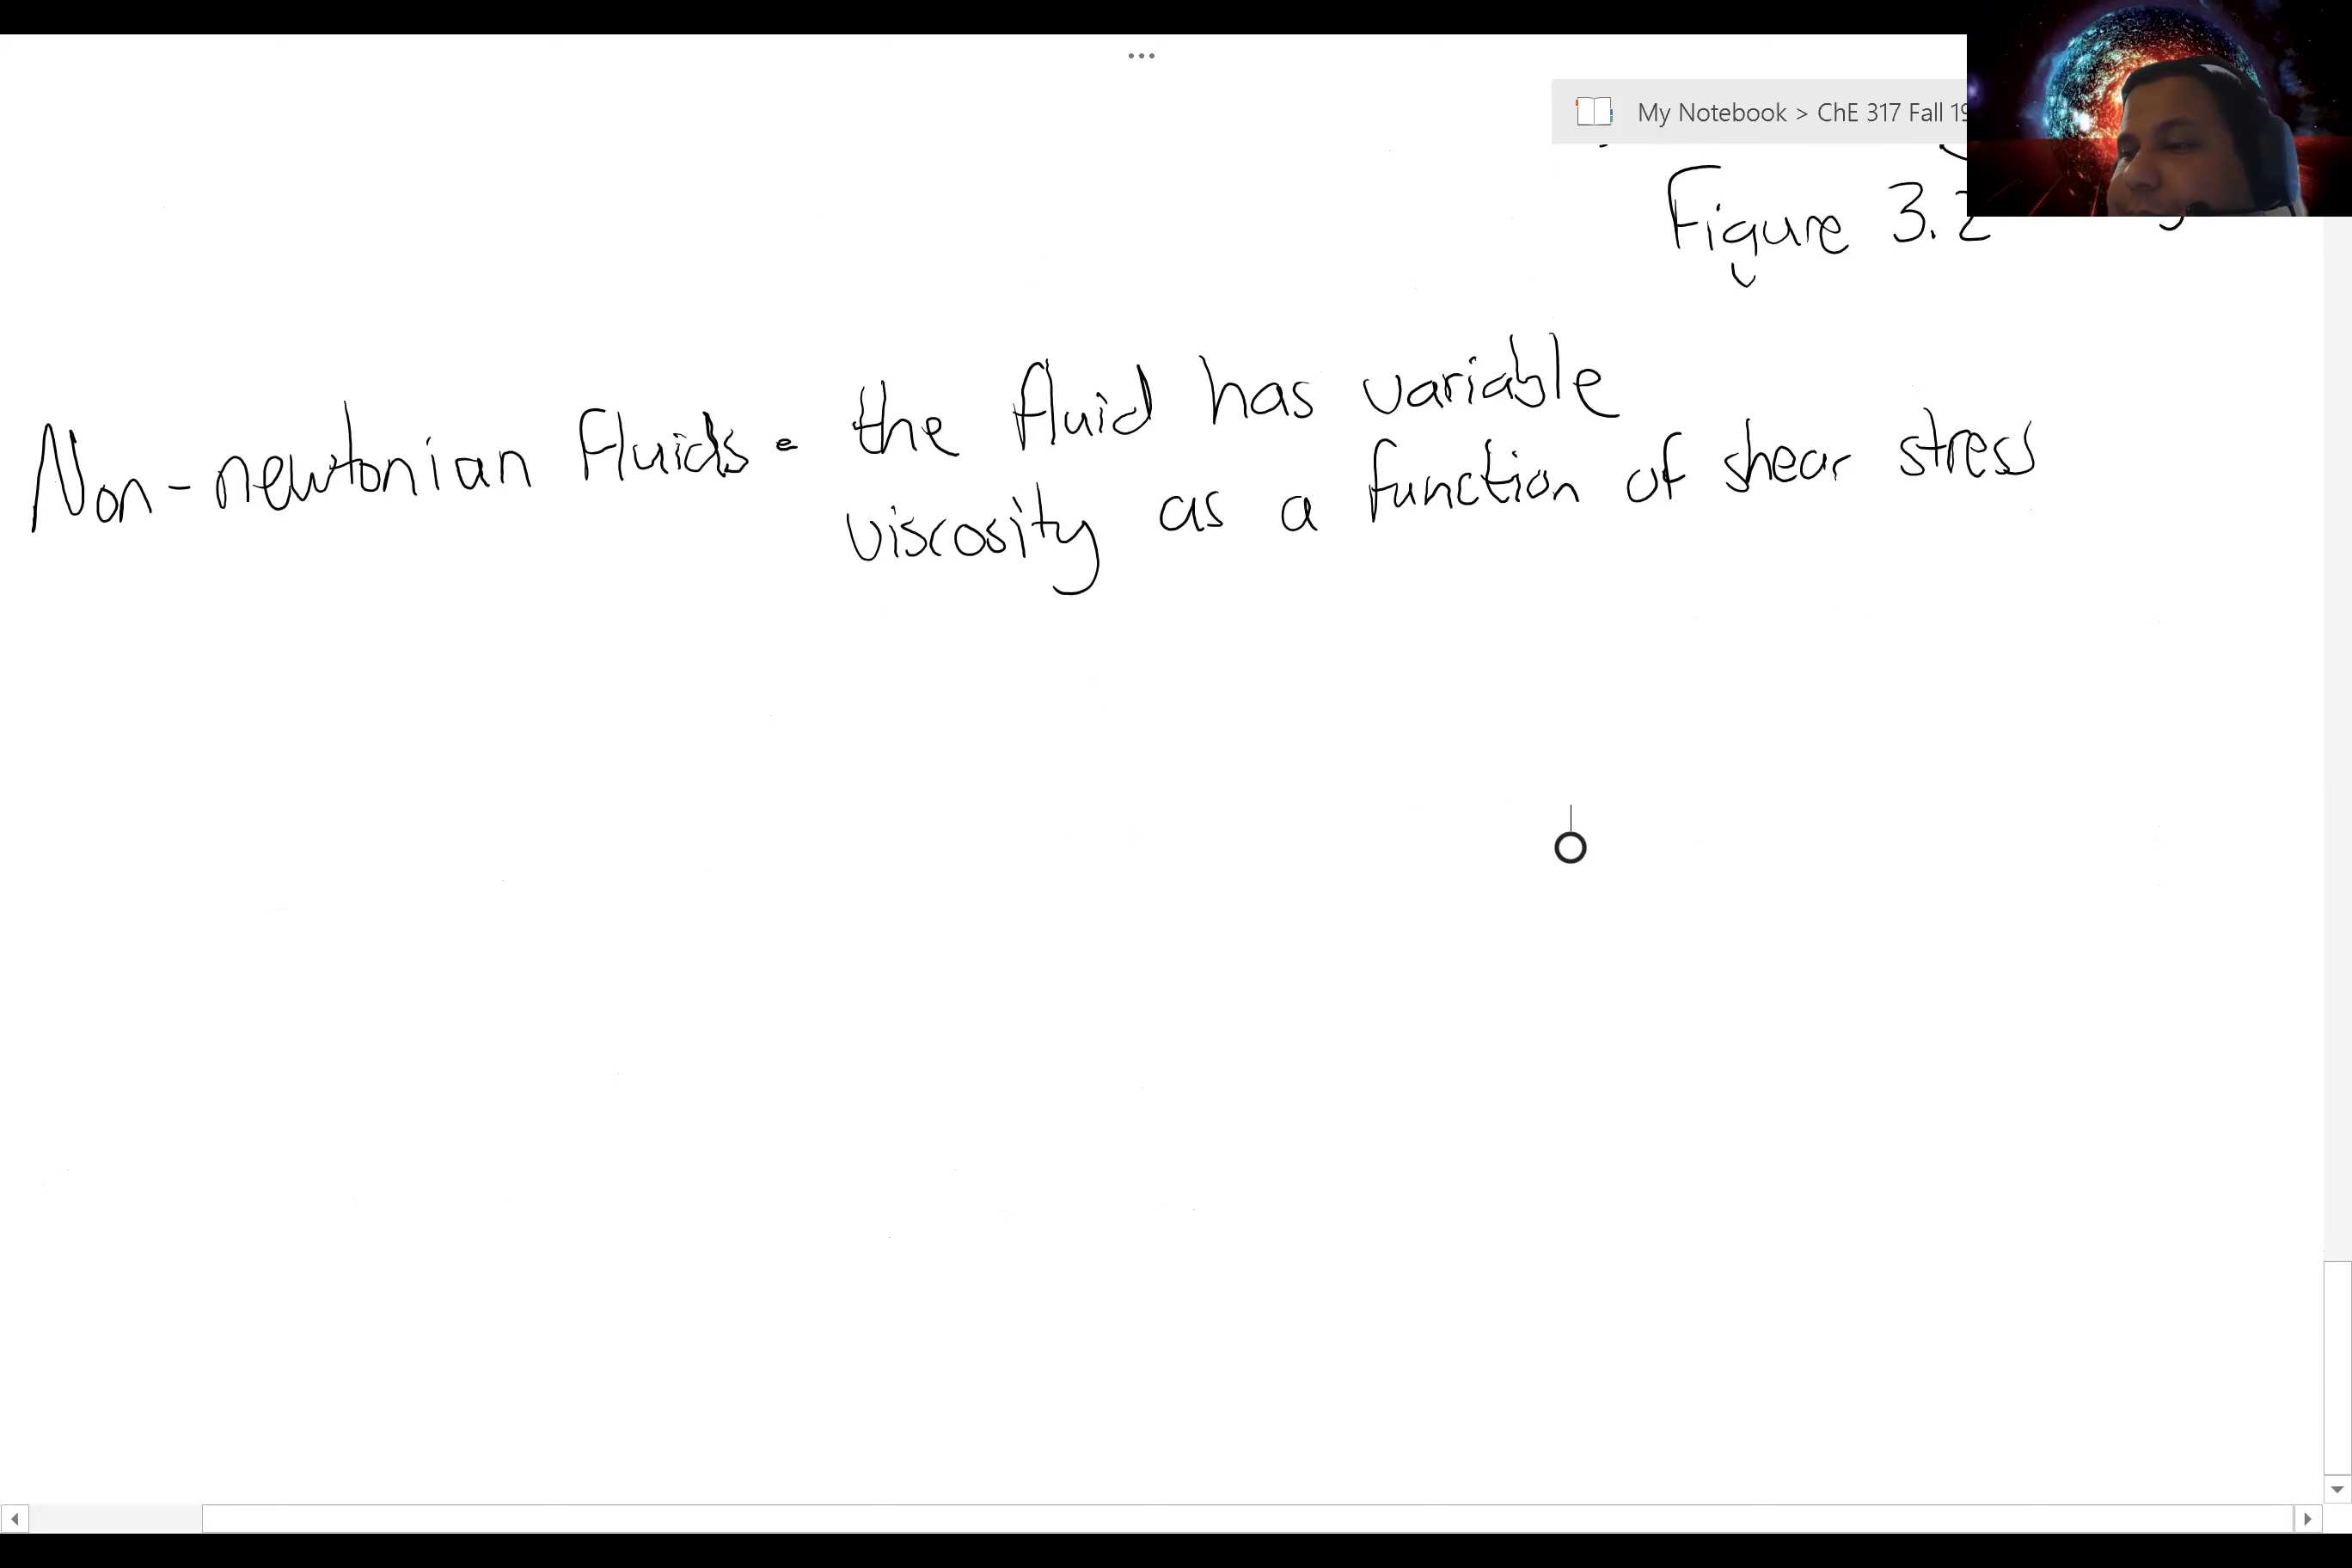 My Notebook > ChE 317 Fall 19
Figure 3.2
Non-newtonian Fluids = the fluid has variable
viscosity as a function of shear stress